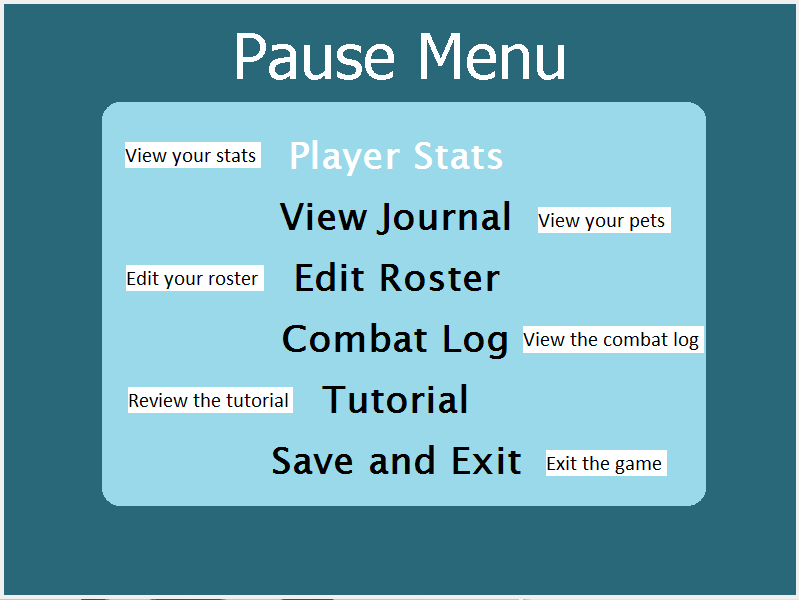 Pause Menu
View your stats Player Stats
View Journal View your pets
Edit your roster Edit Roster
Combat Log View the combat log
Review the tutorial Tutorial
Save and Exit Exit the game